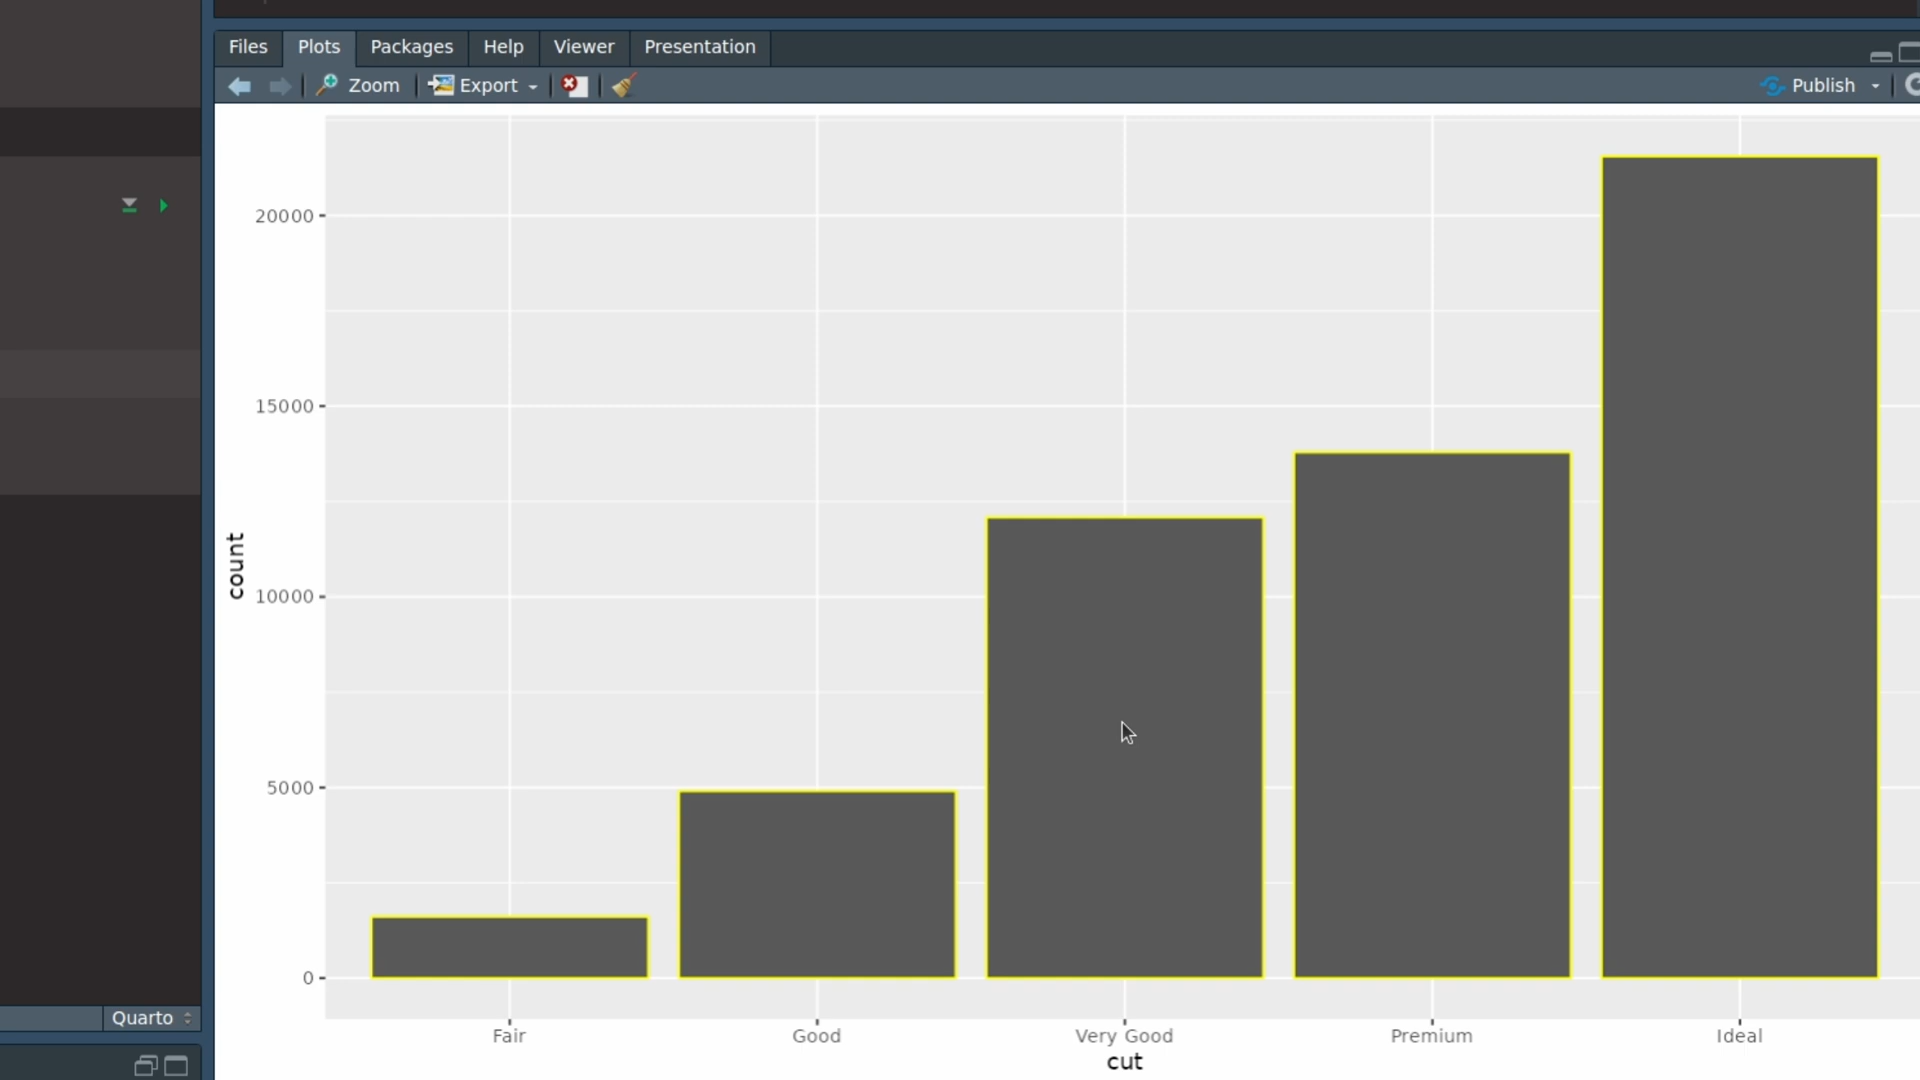 Files Plots Packages Help Viewer Presentation
Zoom Export Publish
20000
15000
10000
5000
0
count
Fair Good Very Good Premium Ideal
cut
Quarto